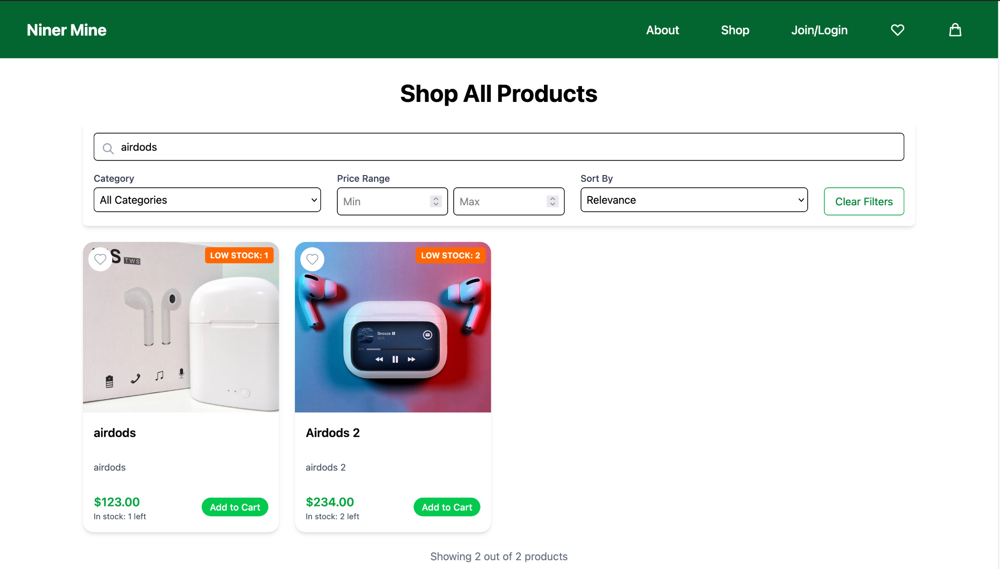 Niner Mine
About
Shop
Join/Login
Shop All Products
airdods
Category
Price Range
Sort By
All Categories
Min
Max
Relevance
Clear Filters
S TWS
LOW STOCK: 1
LOW STOCK: 2
Snooze
SZA
airdods
Airdods 2
airdods
airdods 2
$123.00
In stock: 1 left
Add to Cart
$234.00
In stock: 2 left
Add to Cart
Showing 2 out of 2 products